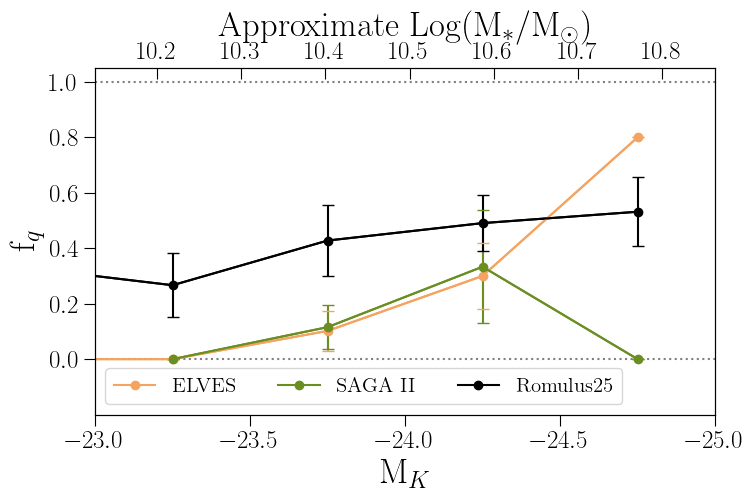 Approximate Log(M*/M☉)
10.2 10.3 10.4 10.5 10.6 10.7 10.8
1.0
0.8
0.6
0.4
0.2
0.0
f_q
ELVES SAGA II Romulus25
−23.0 −23.5 −24.0 −24.5 −25.0
M_K